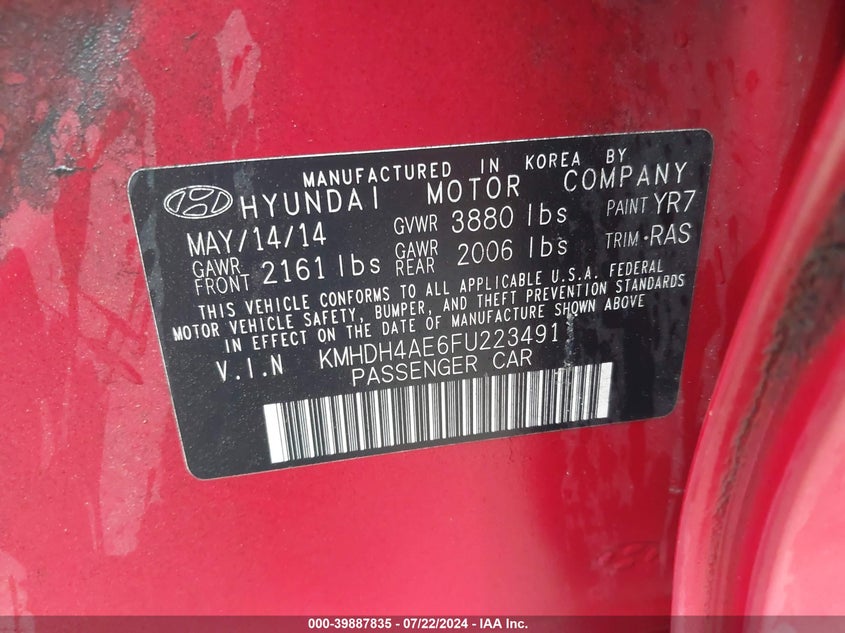 MANUFACTURED IN KOREA BY
HYUNDAI MOTOR COMPANY
MAY/14/14 GVWR 3880 lbs PAINT YR7
GAWR FRONT 2161 lbs GAWR REAR 2006 lbs TRIM RAS
THIS VEHICLE CONFORMS TO ALL APPLICABLE U.S.A. FEDERAL
MOTOR VEHICLE SAFETY, BUMPER, AND THEFT PREVENTION STANDARDS
IN EFFECT ON THE DATE OF MANUFACTURE SHOWN ABOVE
V.I.N KMHDH4AE6FU223491
PASSENGER CAR
000-39887835 - 07/22/2024 - IAA Inc.